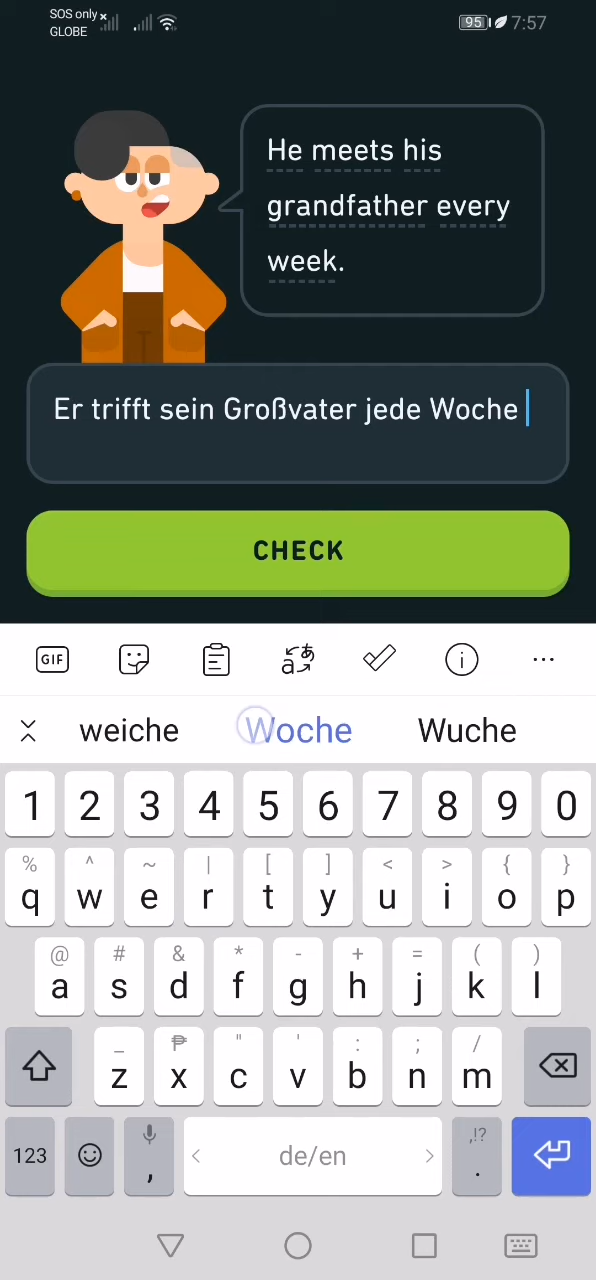 SOS only
GLOBE
95
7:57
He meets his
grandfather every
week.
Er trifft sein Großvater jede Woche
CHECK
GIF
weiche Woche Wuche
1 2 3 4 5 6 7 8 9 0
% ^ ~ | [ ] < > { }
q w e r t y u i o p
@ # & * - + = ( )
a s d f g h j k l
_ ₱ " ' : ; /
z x c v b n m
,!?
123 , de/en .